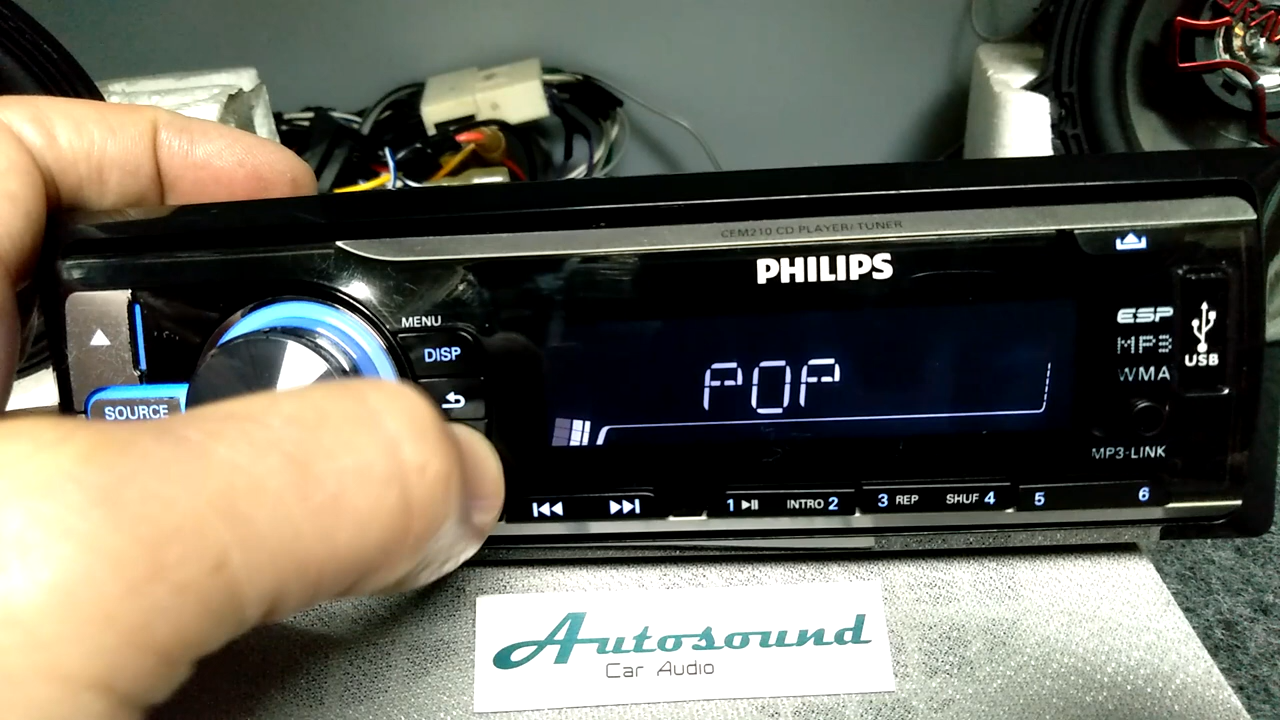 CEM210 CD PLAYER/TUNER
PHILIPS
MENU
DISP
SOURCE
POP
ESP
MP3
WMA
USB
MP3-LINK
1 INTRO 2 3 REP SHUF 4 5 6
Autosound
Car Audio